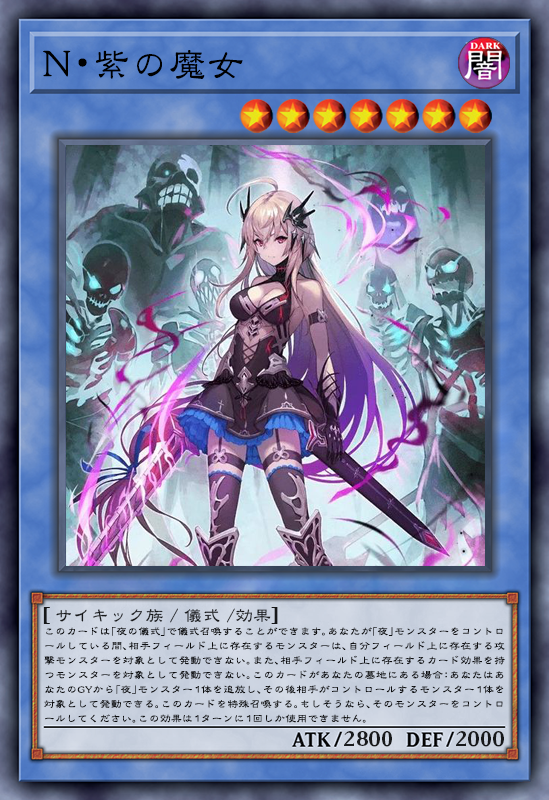 N・紫の魔女
DARK
闇
[サイキック族 / 儀式 /効果]
このカードは「夜の儀式」で儀式召喚することができます。あなたが「夜」モンスターをコントロ
ールしている間、相手フィールド上に存在するモンスターは、自分フィールド上に存在する攻
撃モンスターを対象として発動できない。また、相手フィールド上に存在するカード効果を持
つモンスターを対象として発動できない。このカードがあなたの墓地にある場合:あなたはあ
なたのGYから「夜」モンスター1体を追放し、その後相手がコントロールするモンスター1体を
対象として発動できる。このカードを特殊召喚する。もしそうなら、そのモンスターをコントロ
ールしてください。この効果は1ターンに1回しか使用できません。
ATK/2800 DEF/2000